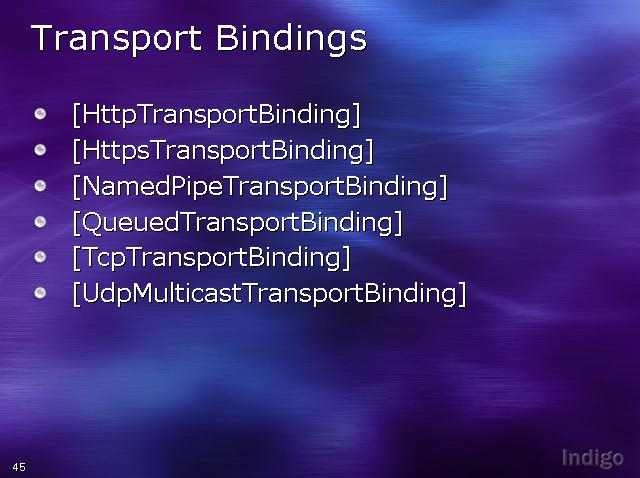 Transport Bindings
[HttpTransportBinding]
[HttpsTransportBinding]
[NamedPipeTransportBinding]
[QueuedTransportBinding]
[TcpTransportBinding]
[UdpMulticastTransportBinding]
45
Indigo